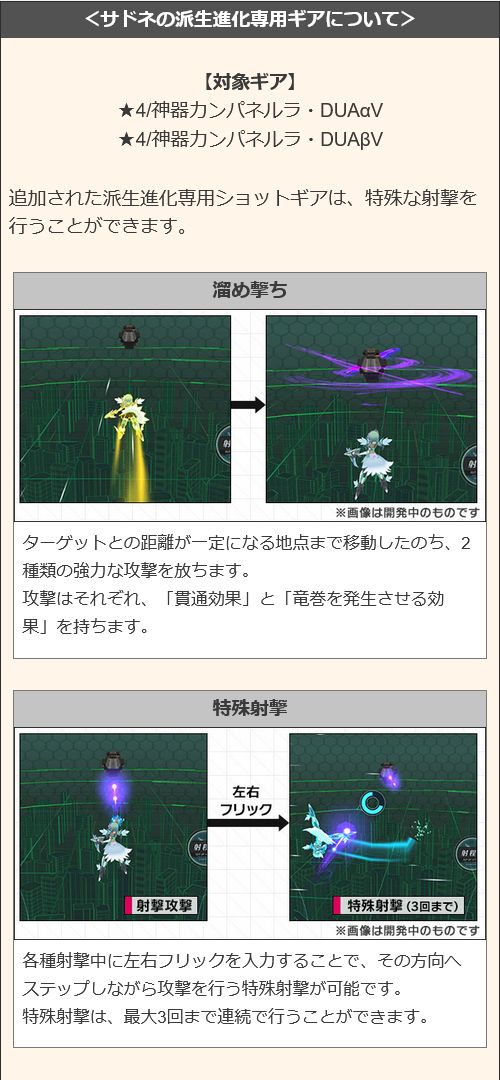 ＜サドネの派生進化専用ギアについて＞
【対象ギア】
★4/神器カンパネルラ・DUAαV
★4/神器カンパネルラ・DUAβV
追加された派生進化専用ショットギアは、特殊な射撃を
行うことができます。
溜め撃ち
射
※画像は開発中のものです
ターゲットとの距離が一定になる地点まで移動したのち、2
種類の強力な攻撃を放ちます。
攻撃はそれぞれ、「貫通効果」と「竜巻を発生させる効
果」を持ちます。
特殊射撃
左右
フリック
射程
射撃攻撃
特殊射撃（3回まで）
※画像は開発中のものです
各種射撃中に左右フリックを入力することで、その方向へ
ステップしながら攻撃を行う特殊射撃が可能です。
特殊射撃は、最大3回まで連続で行うことができます。